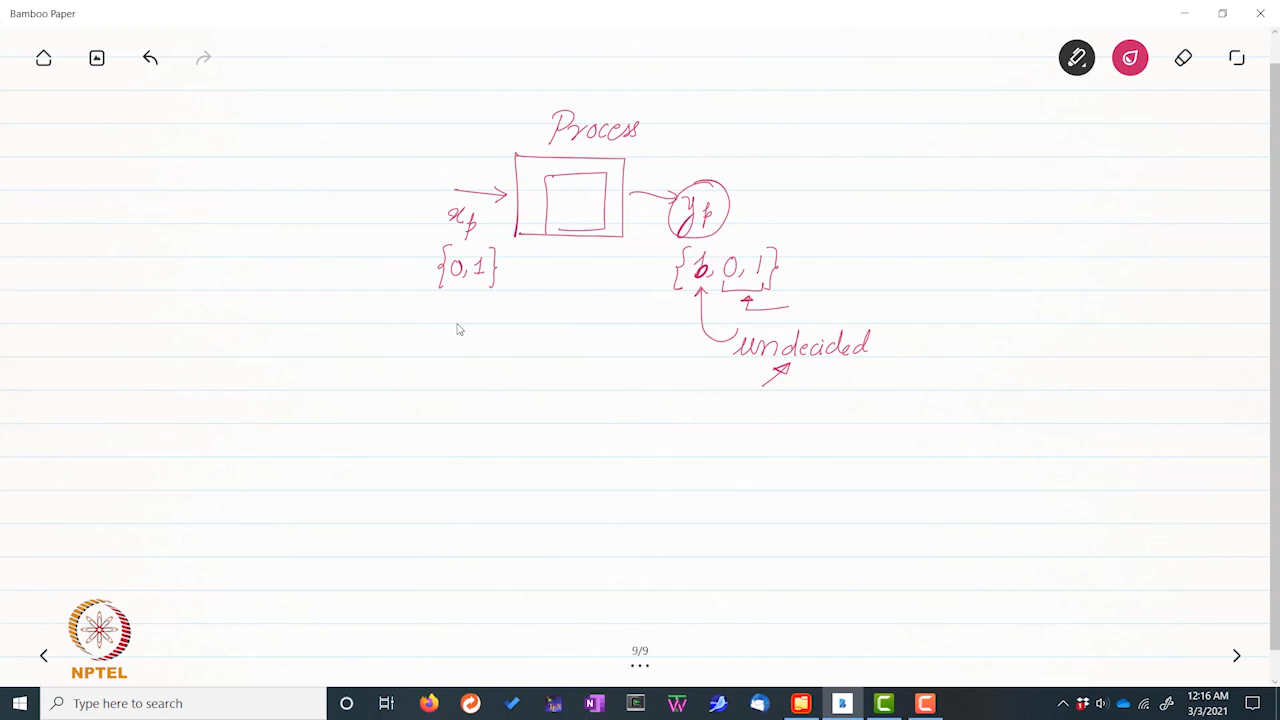 Bamboo Paper
Process
x_p
y_p
{0,1}
{b, 0, 1}
undecided
NPTEL
9/9
Type here to search
12:16 AM
3/3/2021